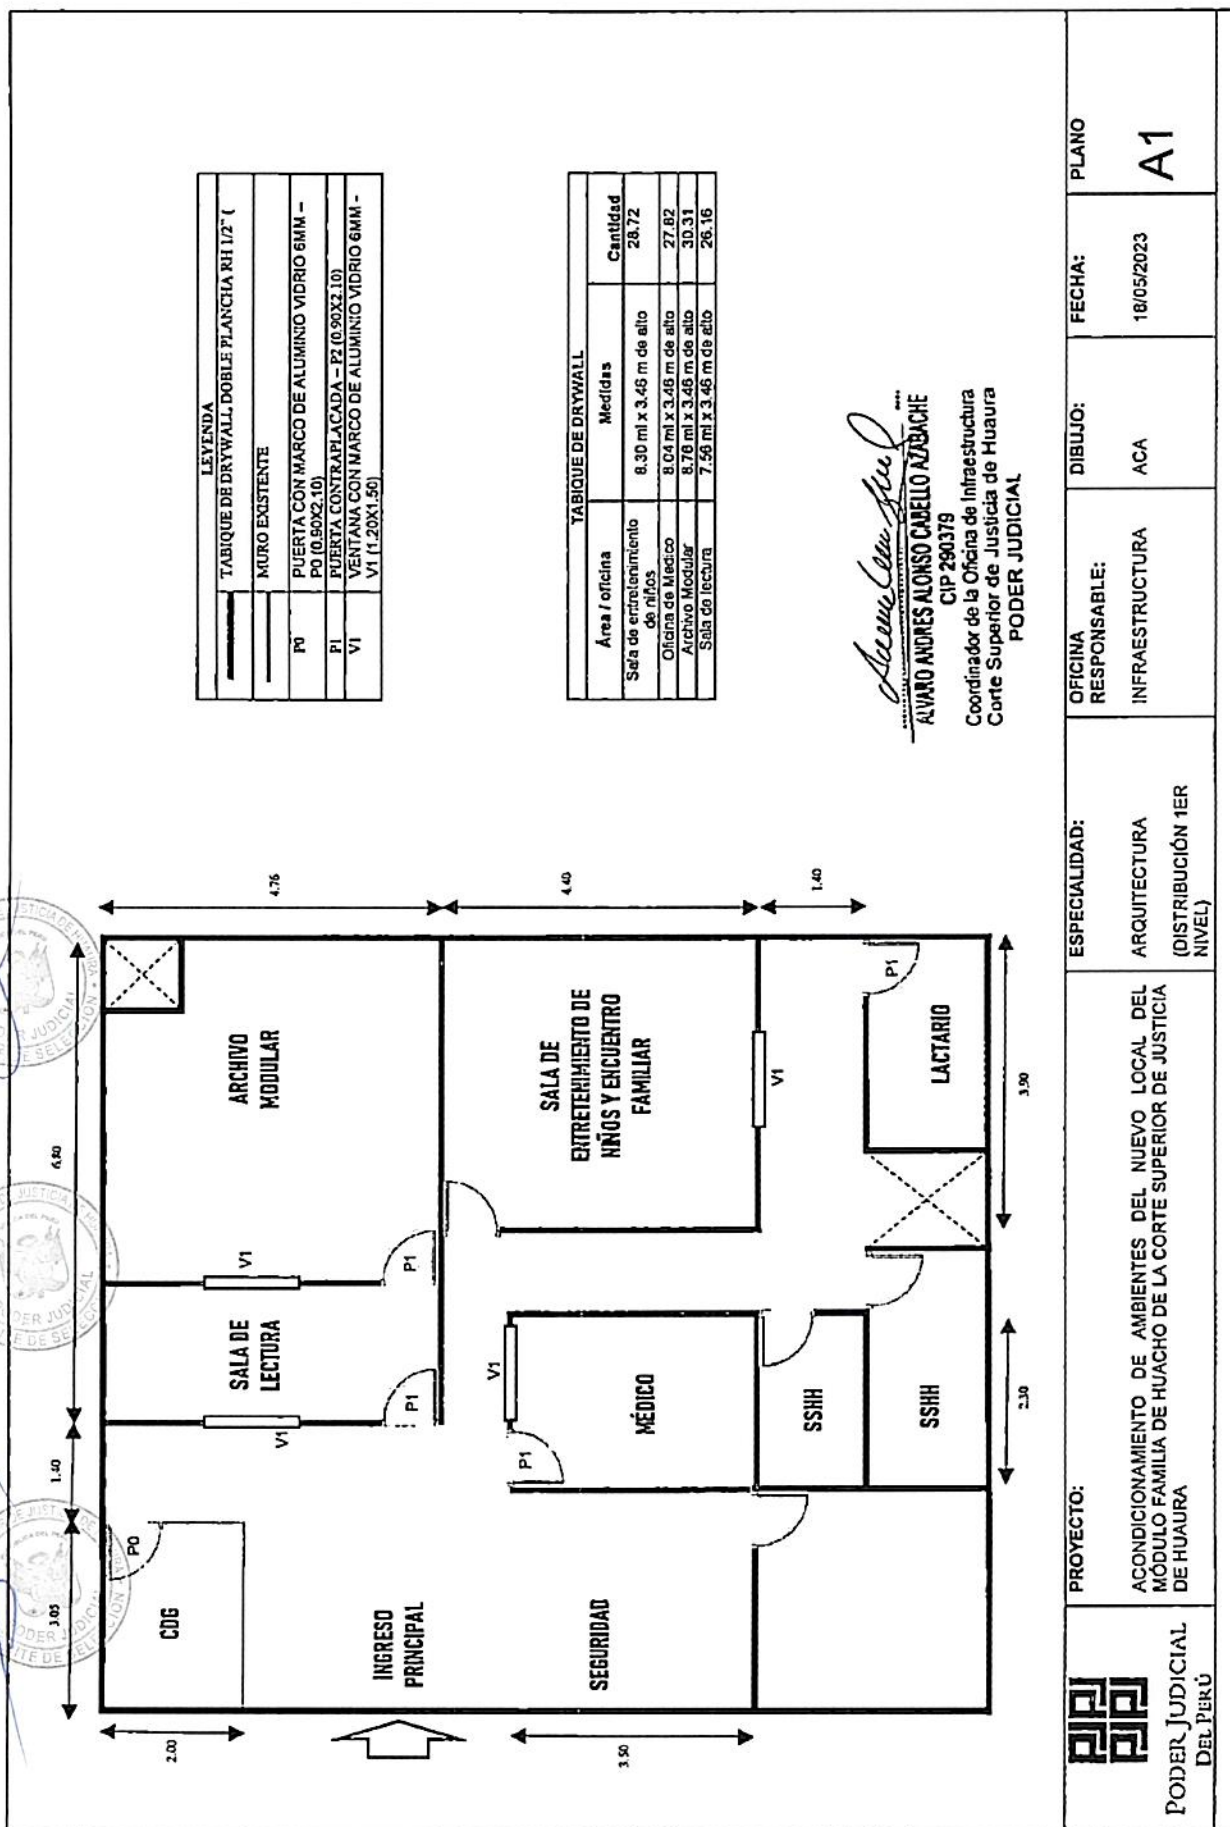 LEYENDA
TABIQUE DE DRYWALL DOBLE PLANCHA RH 1/2" (
MURO EXISTENTE
P0 PUERTA CON MARCO DE ALUMINIO VIDRIO 6MM –
P0 (0.90X2.10)
P1 PUERTA CONTRAPLACADA – P2 (0.90X2.10)
V1 VENTANA CON MARCO DE ALUMINIO VIDRIO 6MM -
V1 (1.20X1.50)
TABIQUE DE DRYWALL
Área / oficina Medidas Cantidad
Sala de entretenimiento
de niños 8.30 ml x 3.46 m de alto 28.72
Oficina de Medico 8.04 ml x 3.46 m de alto 27.82
Archivo Modular 8.76 ml x 3.46 m de alto 30.31
Sala de lectura 7.56 ml x 3.46 m de alto 26.16
ALVARO ANDRES ALONSO CABELLO AZABACHE
CIP 290379
Coordinador de la Oficina de Infraestructura
Corte Superior de Justicia de Huaura
PODER JUDICIAL
3.05
1.40
6.80
2.00
3.50
4.76
4.40
1.40
2.30
3.90
CDG
P0
SALA DE
LECTURA
V1
V1
P1
P1
ARCHIVO
MODULAR
INGRESO
PRINCIPAL
SEGURIDAD
V1
P1
MÉDICO
SALA DE
ENTRETENIMIENTO DE
NIÑOS Y ENCUENTRO
FAMILIAR
V1
SSHH
SSHH
LACTARIO
P1
PODER JUDICIAL
DEL PERÚ
PROYECTO:
ACONDICIONAMIENTO DE AMBIENTES DEL NUEVO LOCAL DEL
MÓDULO FAMILIA DE HUACHO DE LA CORTE SUPERIOR DE JUSTICIA
DE HUAURA
ESPECIALIDAD:
ARQUITECTURA
(DISTRIBUCIÓN 1ER
NIVEL)
OFICINA
RESPONSABLE:
INFRAESTRUCTURA
DIBUJO:
ACA
FECHA:
18/05/2023
PLANO
A1